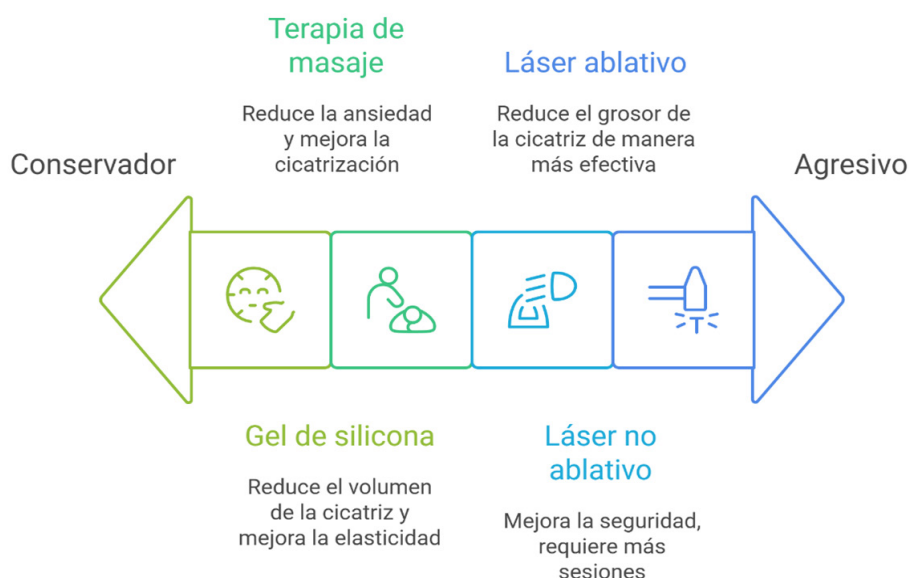 Terapia de
masaje
Reduce la ansiedad
y mejora la
cicatrización
Láser ablativo
Reduce el grosor de
la cicatriz de manera
más efectiva
Conservador
Agresivo
Gel de silicona
Reduce el volumen
de la cicatriz y
mejora la elasticidad
Láser no
ablativo
Mejora la seguridad,
requiere más
sesiones